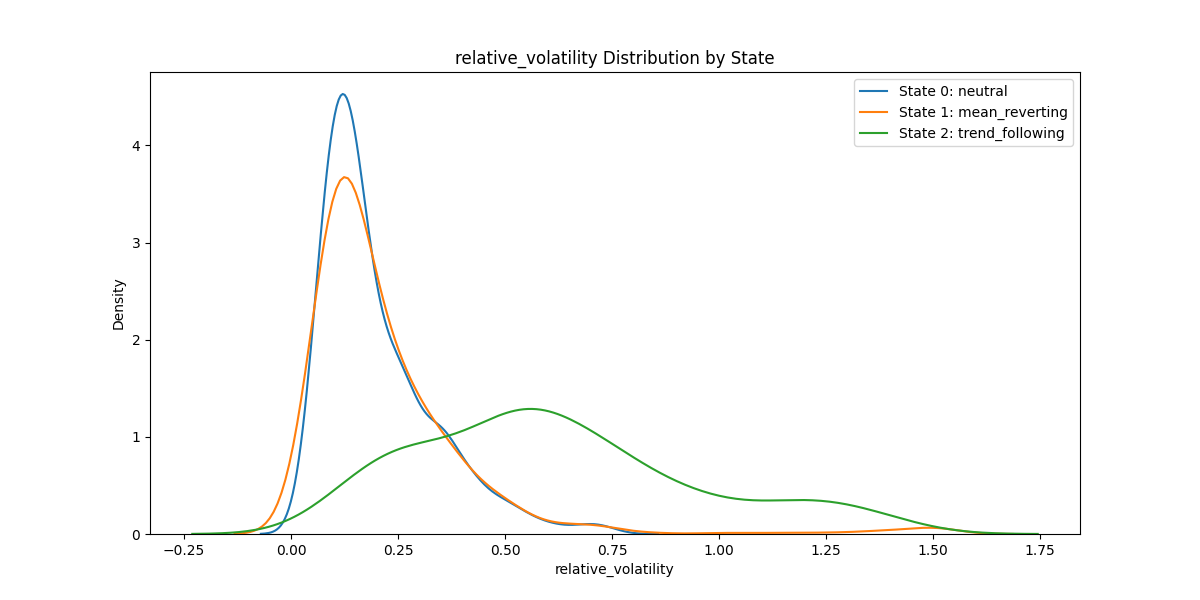 relative_volatility Distribution by State
State 0: neutral
State 1: mean_reverting
State 2: trend_following
Density
4
3
2
1
0
−0.25 0.00 0.25 0.50 0.75 1.00 1.25 1.50 1.75
relative_volatility